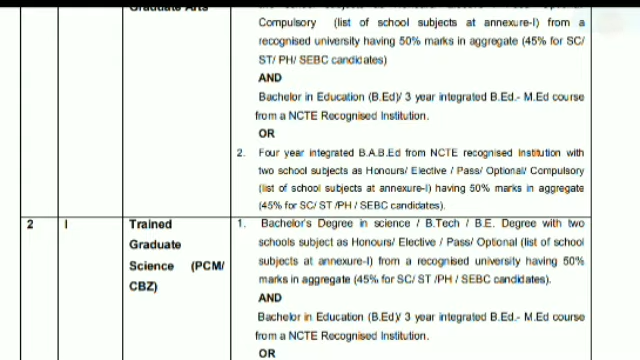 Graduate Arts
Compulsory (list of school subjects at annexure-I) from a
recognised university having 50% marks in aggregate (45% for SC/
ST/ PH/ SEBC candidates)
AND
Bachelor in Education (B.Ed)/ 3 year integrated B.Ed.- M.Ed course
from a NCTE Recognised Institution.
OR
2. Four year integrated B.A.B.Ed from NCTE recognised Institution with
two school subjects as Honours/ Elective / Pass/ Optional/ Compulsory
(list of school subjects at annexure-I) having 50% marks in aggregate
(45% for SC/ ST /PH / SEBC candidates).
2 I Trained Graduate Science (PCM/ CBZ)
1. Bachelor's Degree in science / B.Tech / B.E. Degree with two
schools subject as Honours/ Elective / Pass/ Optional (list of school
subjects at annexure-I) from a recognised university having 50%
marks in aggregate (45% for SC/ ST /PH / SEBC candidates).
AND
Bachelor in Education (B.Ed)/ 3 year integrated B.Ed.- M.Ed course
from a NCTE Recognised Institution.
OR